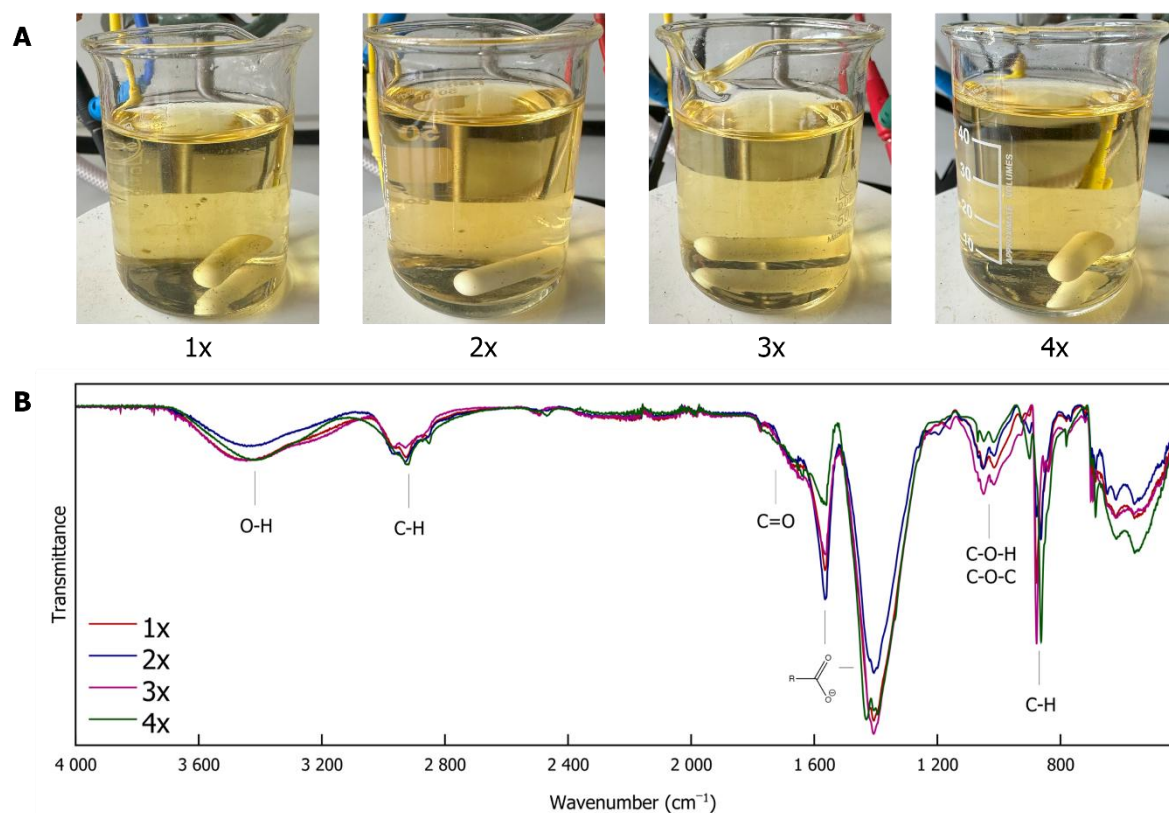 A
40
30
20
10
APPROXIMATE VOLUMES
1x
2x
3x
4x
B
O-H
C-H
C=O
C-O-H
C-O-C
R
O
O
⊖
C-H
Transmittance
1x
2x
3x
4x
4 000
3 600
3 200
2 800
2 400
2 000
1 600
1 200
800
Wavenumber (cm⁻¹)